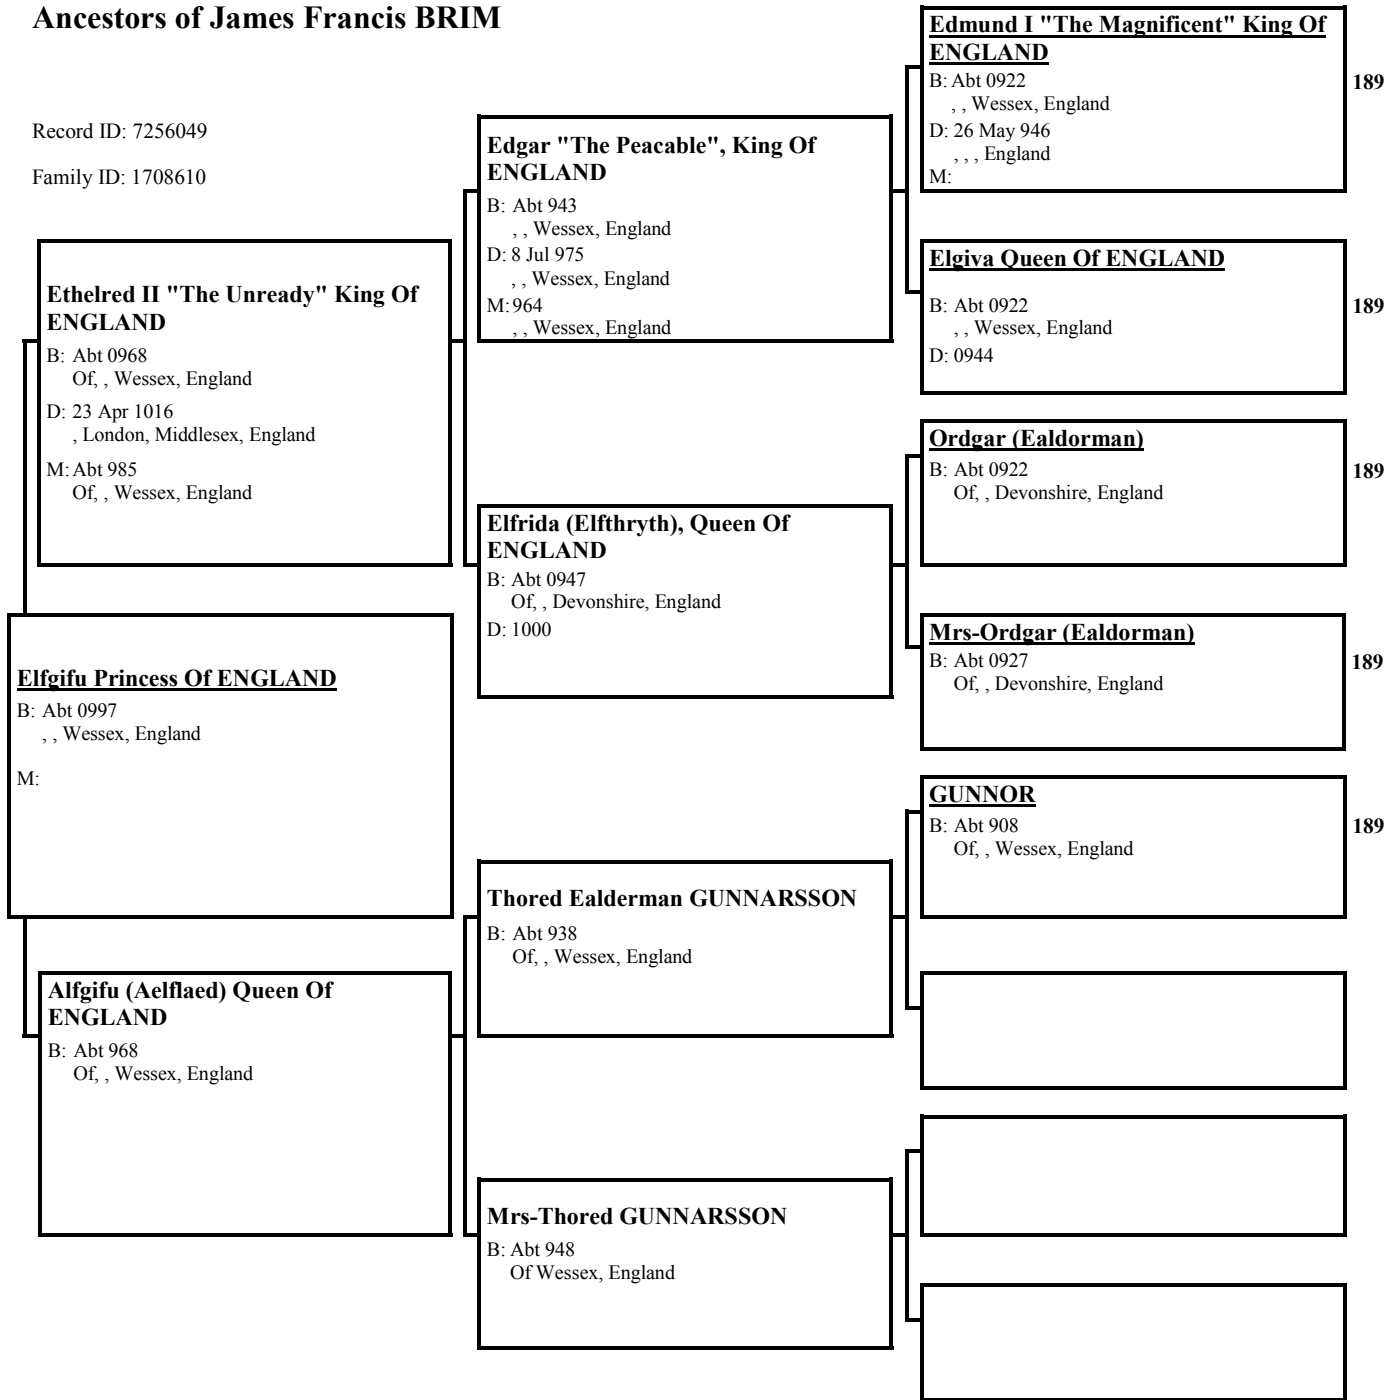 Ancestors of James Francis BRIM
Record ID: 7256049
Family ID: 1708610
Ethelred II "The Unready" King Of
ENGLAND
B: Abt 0968
Of, , Wessex, England
D: 23 Apr 1016
, London, Middlesex, England
M: Abt 985
Of, , Wessex, England
Elfgifu Princess Of ENGLAND
B: Abt 0997
, , Wessex, England
M:
Alfgifu (Aelflaed) Queen Of
ENGLAND
B: Abt 968
Of, , Wessex, England
Edgar "The Peacable", King Of
ENGLAND
B: Abt 943
, , Wessex, England
D: 8 Jul 975
, , Wessex, England
M: 964
, , Wessex, England
Elfrida (Elfthryth), Queen Of
ENGLAND
B: Abt 0947
Of, , Devonshire, England
D: 1000
Thored Ealderman GUNNARSSON
B: Abt 938
Of, , Wessex, England
Mrs-Thored GUNNARSSON
B: Abt 948
Of Wessex, England
Edmund I "The Magnificent" King Of
ENGLAND
B: Abt 0922
, , Wessex, England
D: 26 May 946
, , , England
M:
189
Elgiva Queen Of ENGLAND
B: Abt 0922
, , Wessex, England
D: 0944
189
Ordgar (Ealdorman)
B: Abt 0922
Of, , Devonshire, England
189
Mrs-Ordgar (Ealdorman)
B: Abt 0927
Of, , Devonshire, England
189
GUNNOR
B: Abt 908
Of, , Wessex, England
189